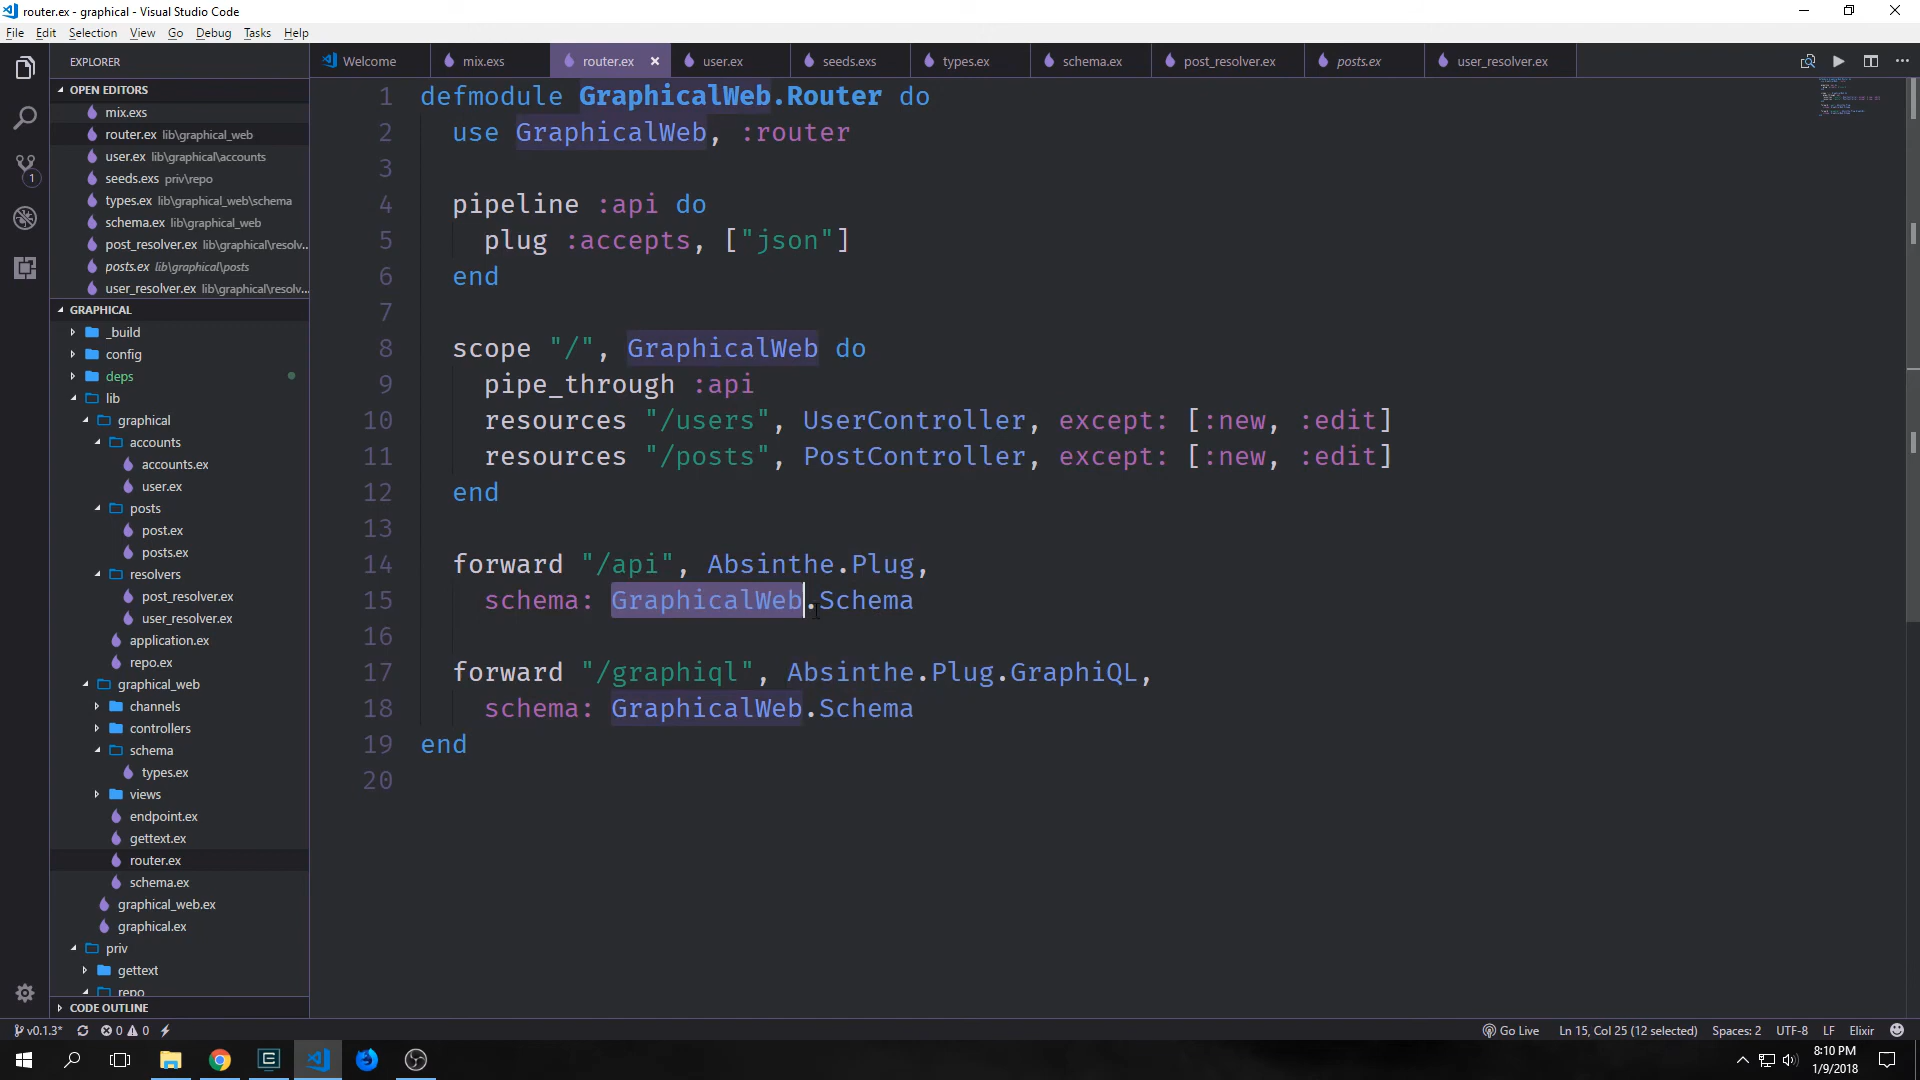 router.ex - graphical - Visual Studio Code
File Edit Selection View Go Debug Tasks Help
EXPLORER
OPEN EDITORS
mix.exs
router.ex lib\graphical_web
user.ex lib\graphical\accounts
seeds.exs priv\repo
types.ex lib\graphical_web\schema
schema.ex lib\graphical_web
post_resolver.ex lib\graphical\resolv...
posts.ex lib\graphical\posts
user_resolver.ex lib\graphical\resolv...
GRAPHICAL
_build
config
deps
lib
graphical
accounts
accounts.ex
user.ex
posts
post.ex
posts.ex
resolvers
post_resolver.ex
user_resolver.ex
application.ex
repo.ex
graphical_web
channels
controllers
schema
types.ex
views
endpoint.ex
gettext.ex
router.ex
schema.ex
graphical_web.ex
graphical.ex
priv
gettext
repo
CODE OUTLINE
1
Welcome mix.exs router.ex user.ex seeds.exs types.ex schema.ex post_resolver.ex posts.ex user_resolver.ex
1 defmodule GraphicalWeb.Router do
2 use GraphicalWeb, :router
3
4 pipeline :api do
5 plug :accepts, ["json"]
6 end
7
8 scope "/", GraphicalWeb do
9 pipe_through :api
10 resources "/users", UserController, except: [:new, :edit]
11 resources "/posts", PostController, except: [:new, :edit]
12 end
13
14 forward "/api", Absinthe.Plug,
15 schema: GraphicalWeb.Schema
16
17 forward "/graphiql", Absinthe.Plug.GraphiQL,
18 schema: GraphicalWeb.Schema
19 end
20
v0.1.3* 0 0 Go Live Ln 15, Col 25 (12 selected) Spaces: 2 UTF-8 LF Elixir
8:10 PM
1/9/2018